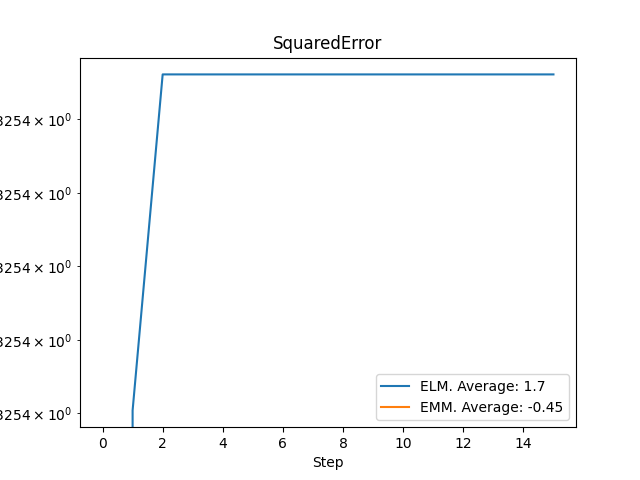 SquaredError
3254 × 10⁰
3254 × 10⁰
3254 × 10⁰
3254 × 10⁰
3254 × 10⁰
ELM. Average: 1.7
EMM. Average: -0.45
0 2 4 6 8 10 12 14
Step